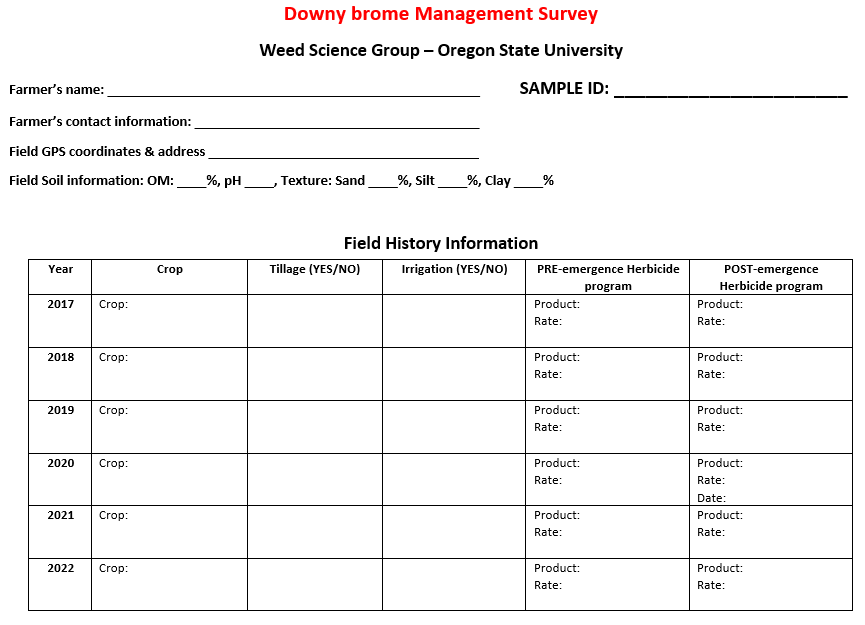 Downy brome Management Survey
Weed Science Group – Oregon State University
Farmer's name: ___ SAMPLE ID: ___
Farmer's contact information: ___
Field GPS coordinates & address ___
Field Soil information: OM: ____%, pH ____, Texture: Sand ____%, Silt ____%, Clay ____%
Field History Information
Year Crop Tillage (YES/NO) Irrigation (YES/NO) PRE-emergence Herbicide program POST-emergence Herbicide program
2017 Crop: Product: Product:
Rate: Rate:
2018 Crop: Product: Product:
Rate: Rate:
2019 Crop: Product: Product:
Rate: Rate:
2020 Crop: Product: Product:
Rate: Rate:
Date:
2021 Crop: Product: Product:
Rate: Rate:
2022 Crop: Product: Product:
Rate: Rate: